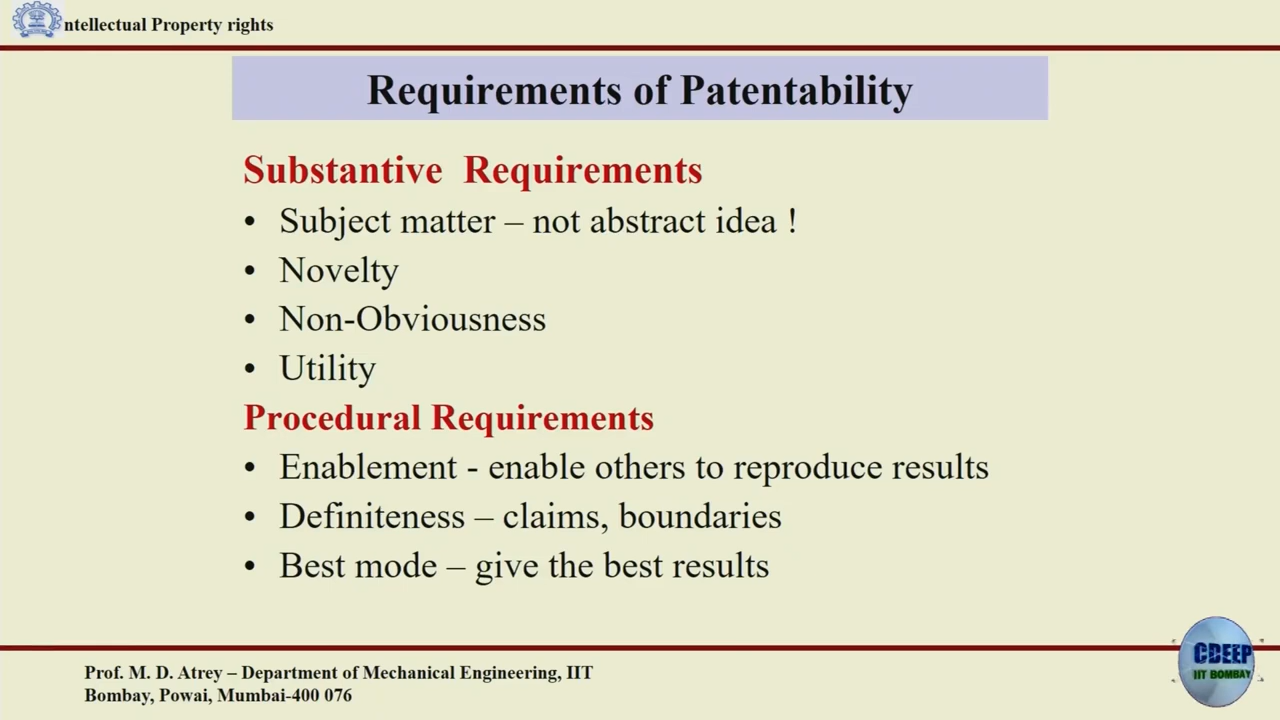 ntellectual Property rights
Requirements of Patentability
Substantive Requirements
• Subject matter – not abstract idea !
• Novelty
• Non-Obviousness
• Utility
Procedural Requirements
• Enablement - enable others to reproduce results
• Definiteness – claims, boundaries
• Best mode – give the best results
Prof. M. D. Atrey – Department of Mechanical Engineering, IIT
Bombay, Powai, Mumbai-400 076
CDEEP
IIT BOMBAY